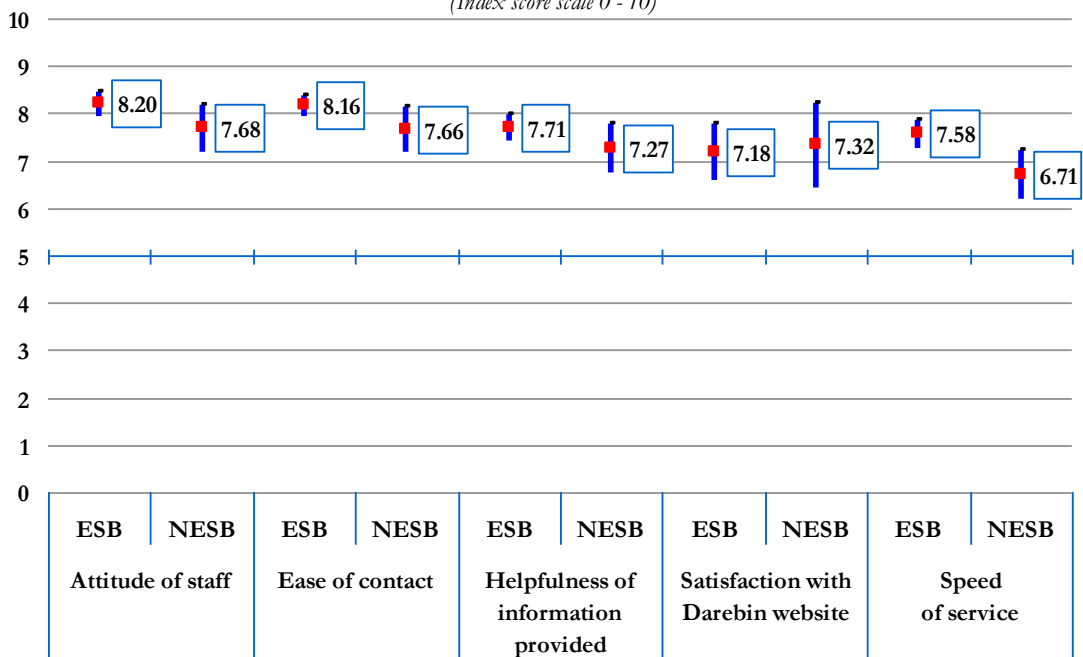 (Index score scale 0 - 10)
10
9
8
7
6
5
4
3
2
1
0
8.20
7.68
8.16
7.66
7.71
7.27
7.18
7.32
7.58
6.71
ESB NESB ESB NESB ESB NESB ESB NESB ESB NESB
Attitude of staff
Ease of contact
Helpfulness of
information
provided
Satisfaction with
Darebin website
Speed
of service